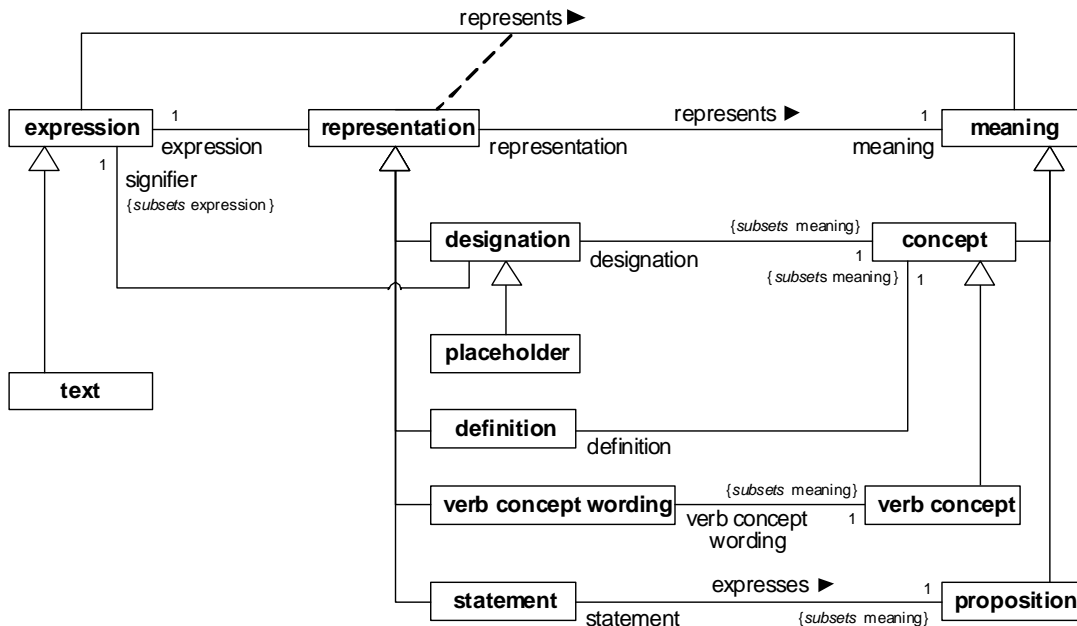 represents ►
expression
1
expression
representation
represents ►
representation
1
meaning
meaning
1
signifier
{subsets expression}
designation
designation
{subsets meaning}
1
concept
{subsets meaning}
1
placeholder
text
definition
definition
verb concept wording
verb concept
wording
{subsets meaning}
1
verb concept
statement
statement
expresses ►
1
{subsets meaning}
proposition